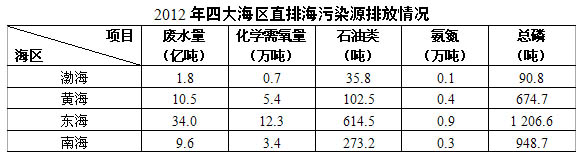 2012 年四大海区直排海污染源排放情况
项目 海区 废水量（亿吨） 化学需氧量（万吨） 石油类（吨） 氨氮（万吨） 总磷（吨）
渤海 1.8 0.7 35.8 0.1 90.8
黄海 10.5 5.4 102.5 0.4 674.7
东海 34.0 12.3 614.5 0.9 1 206.6
南海 9.6 3.4 273.2 0.3 948.7